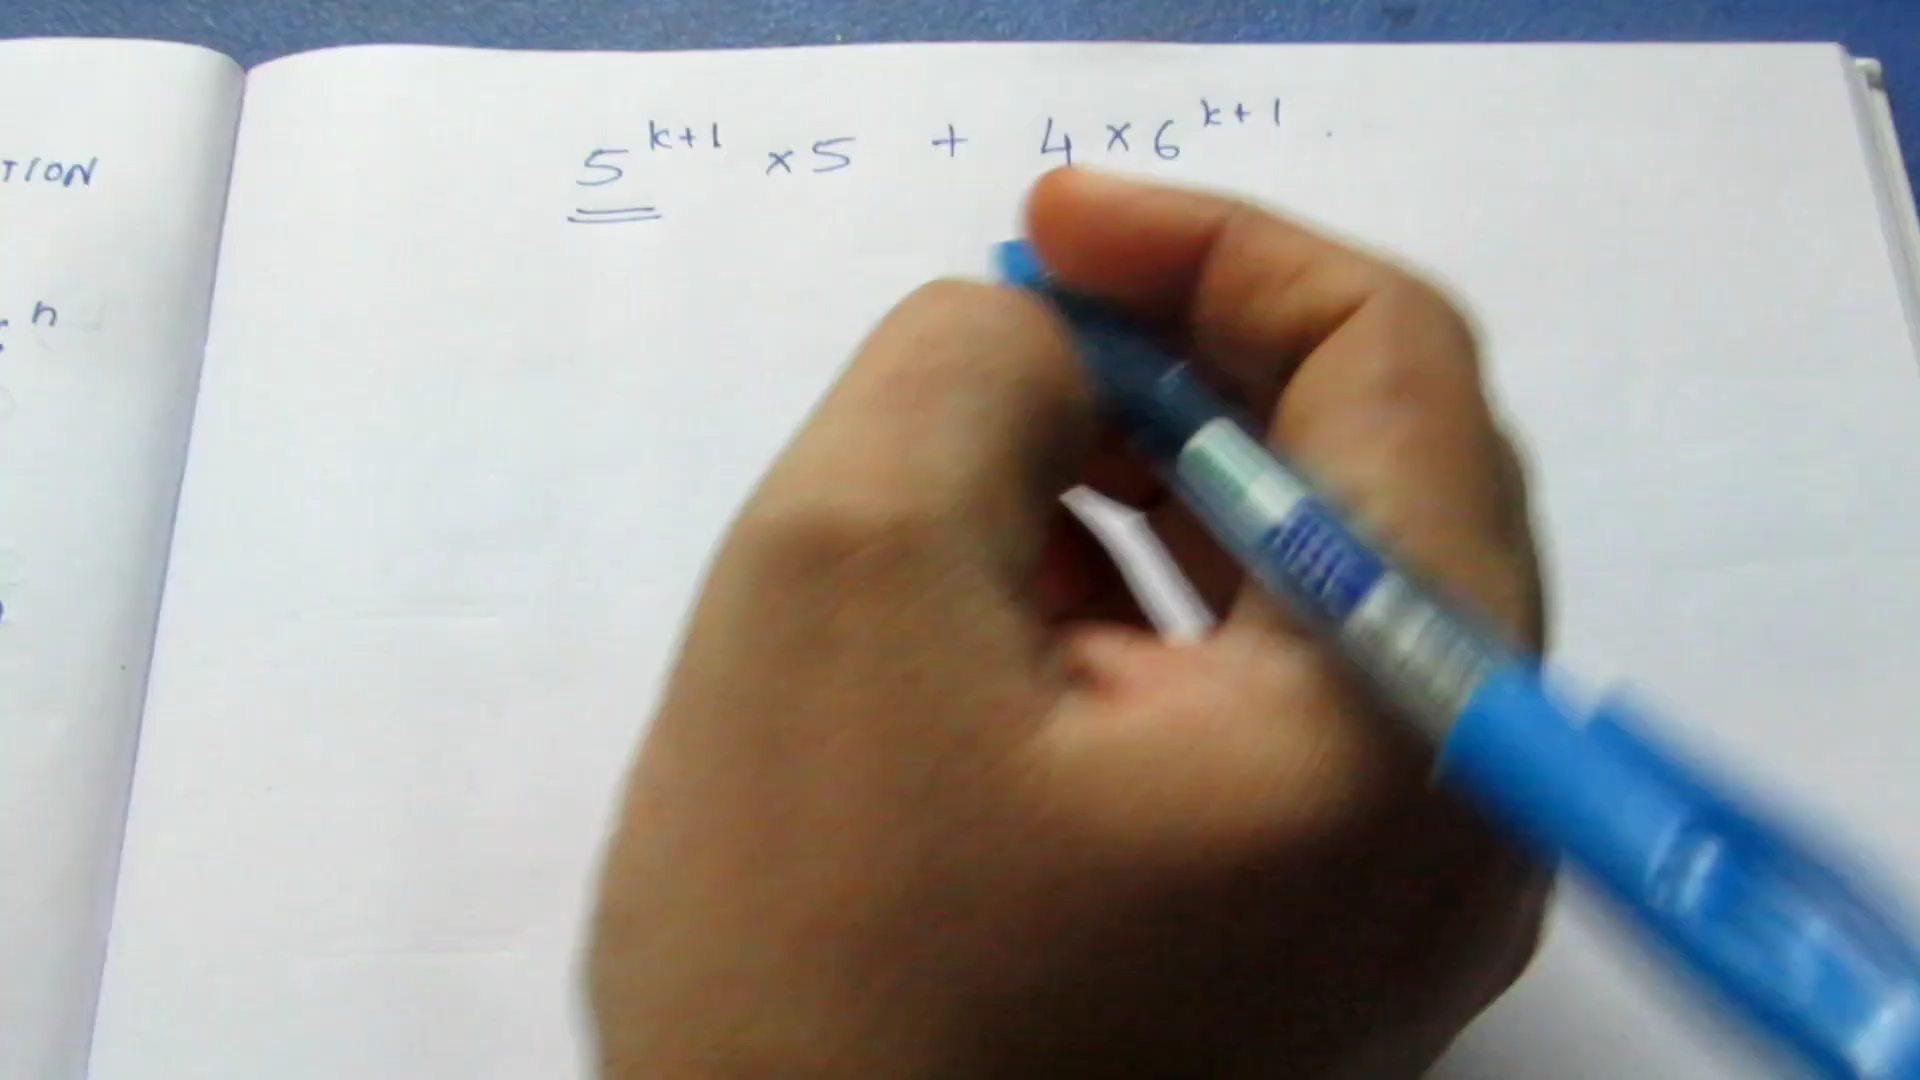 5^{k+1} × 5 + 4 × 6^{k+1} .
TION
n